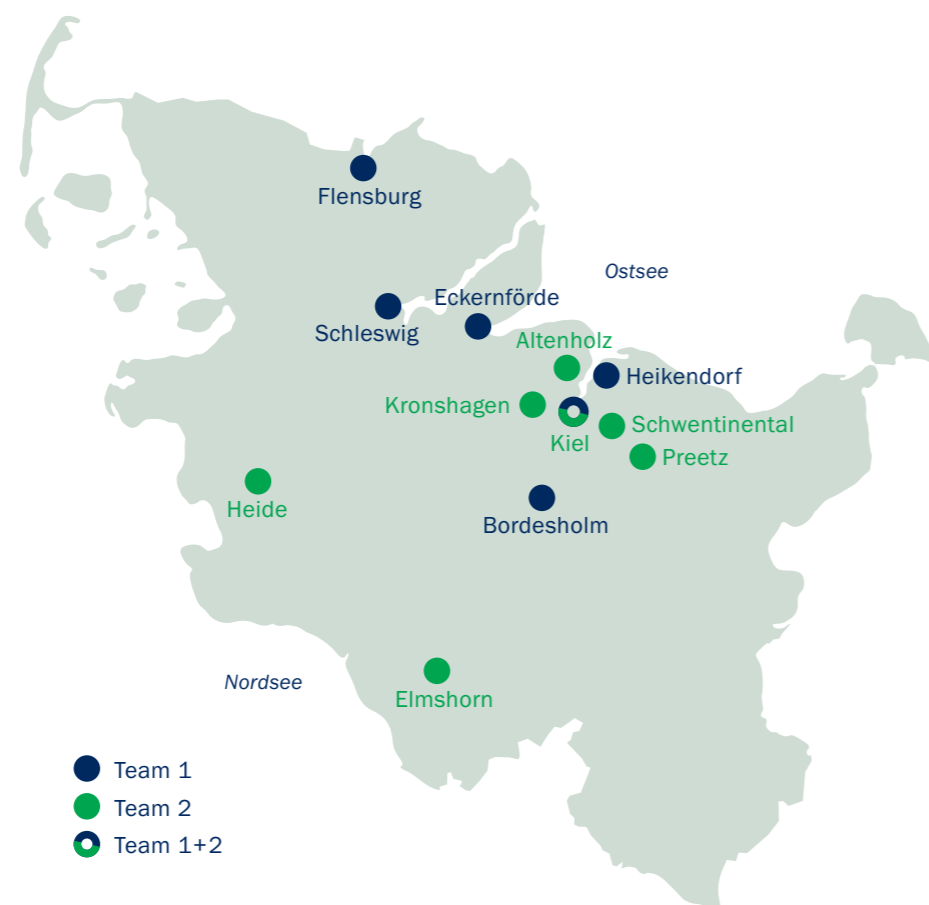 Flensburg
Ostsee
Eckernförde
Schleswig
Altenholz
Heikendorf
Kronshagen
Schwentinental
Kiel
Preetz
Heide
Bordesholm
Nordsee
Elmshorn
Team 1
Team 2
Team 1+2